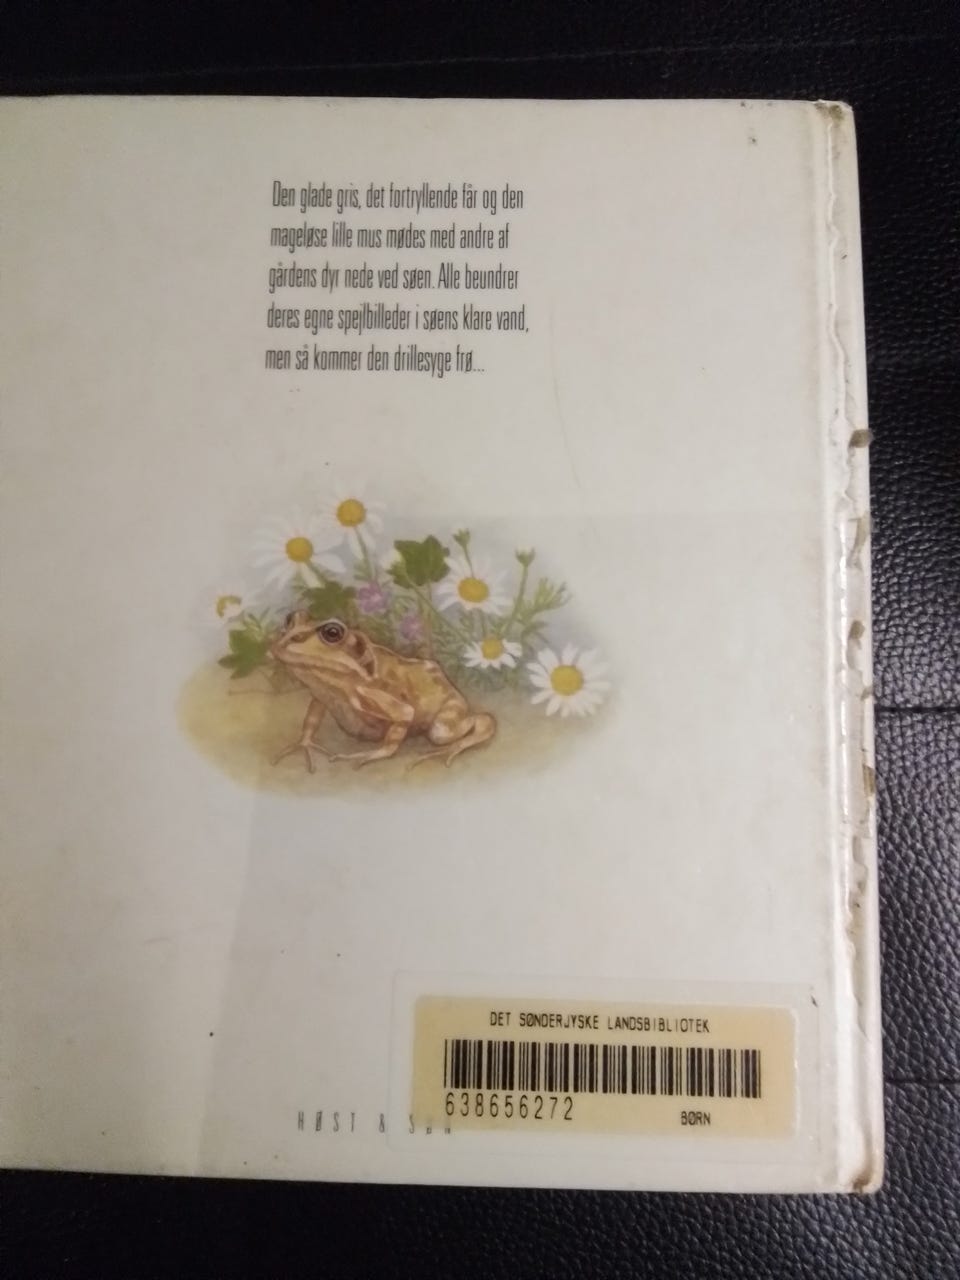 Den glade gris, det fortryllende får og den
mageløse lille mus mødes med andre af
gårdens dyr nede ved søen. Alle beundrer
deres egne spejlbilleder i søens klare vand,
men så kommer den drillesyge frø...
DET SØNDERJYSKE LANDSBIBLIOTEK
638656272
BØRN
HØST & SØN